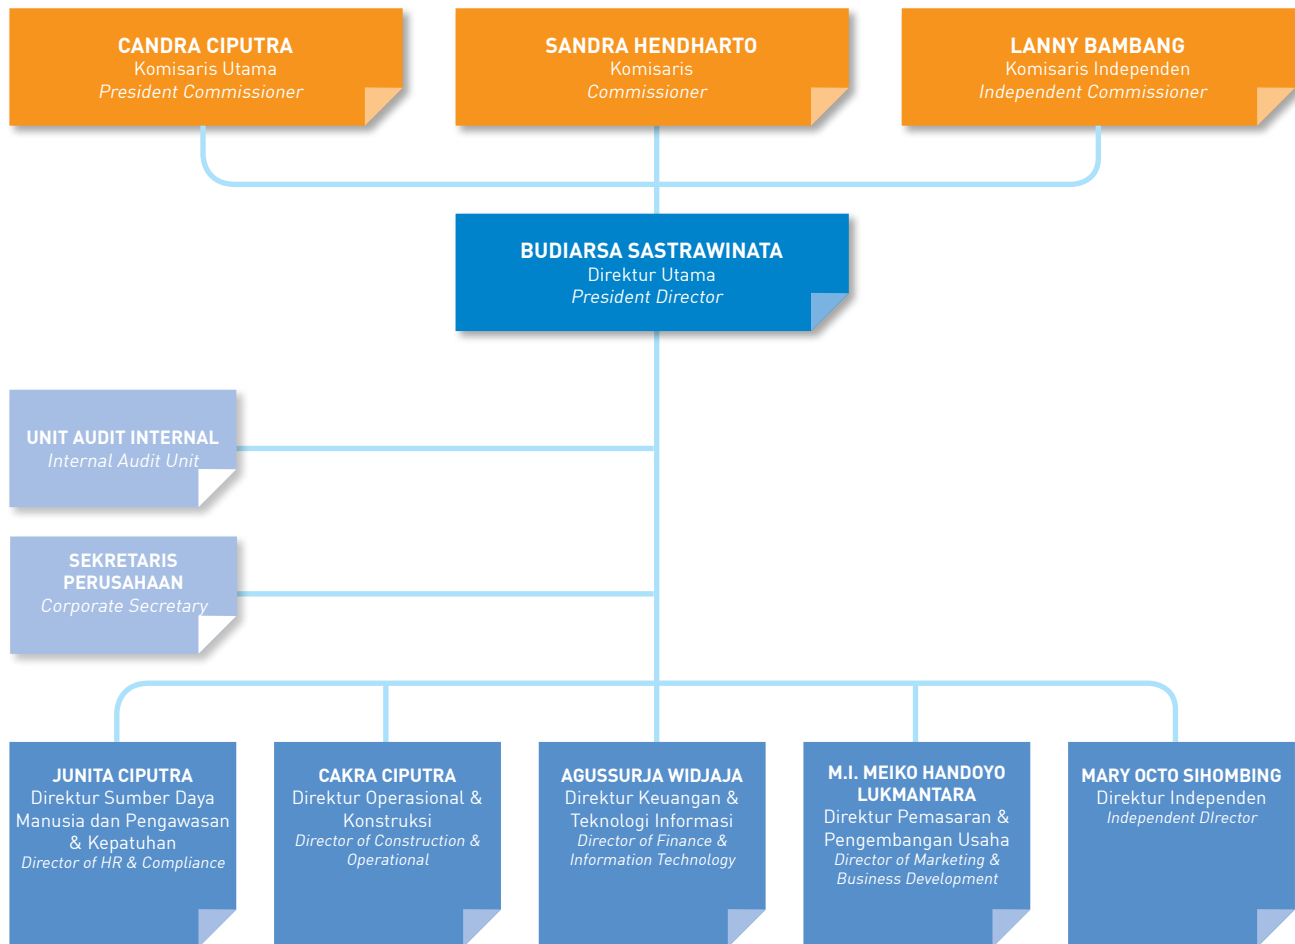 CANDRA CIPUTRA
Komisaris Utama
President Commissioner
SANDRA HENDHARTO
Komisaris
Commissioner
LANNY BAMBANG
Komisaris Independen
Independent Commissioner
BUDIARSA SASTRAWINATA
Direktur Utama
President Director
UNIT AUDIT INTERNAL
Internal Audit Unit
SEKRETARIS
PERUSAHAAN
Corporate Secretary
JUNITA CIPUTRA
Direktur Sumber Daya
Manusia dan Pengawasan
& Kepatuhan
Director of HR & Compliance
CAKRA CIPUTRA
Direktur Operasional &
Konstruksi
Director of Construction &
Operational
AGUSSURJA WIDJAJA
Direktur Keuangan &
Teknologi Informasi
Director of Finance &
Information Technology
M.I. MEIKO HANDOYO
LUKMANTARA
Direktur Pemasaran &
Pengembangan Usaha
Director of Marketing &
Business Development
MARY OCTO SIHOMBING
Direktur Independen
Independent DIrector